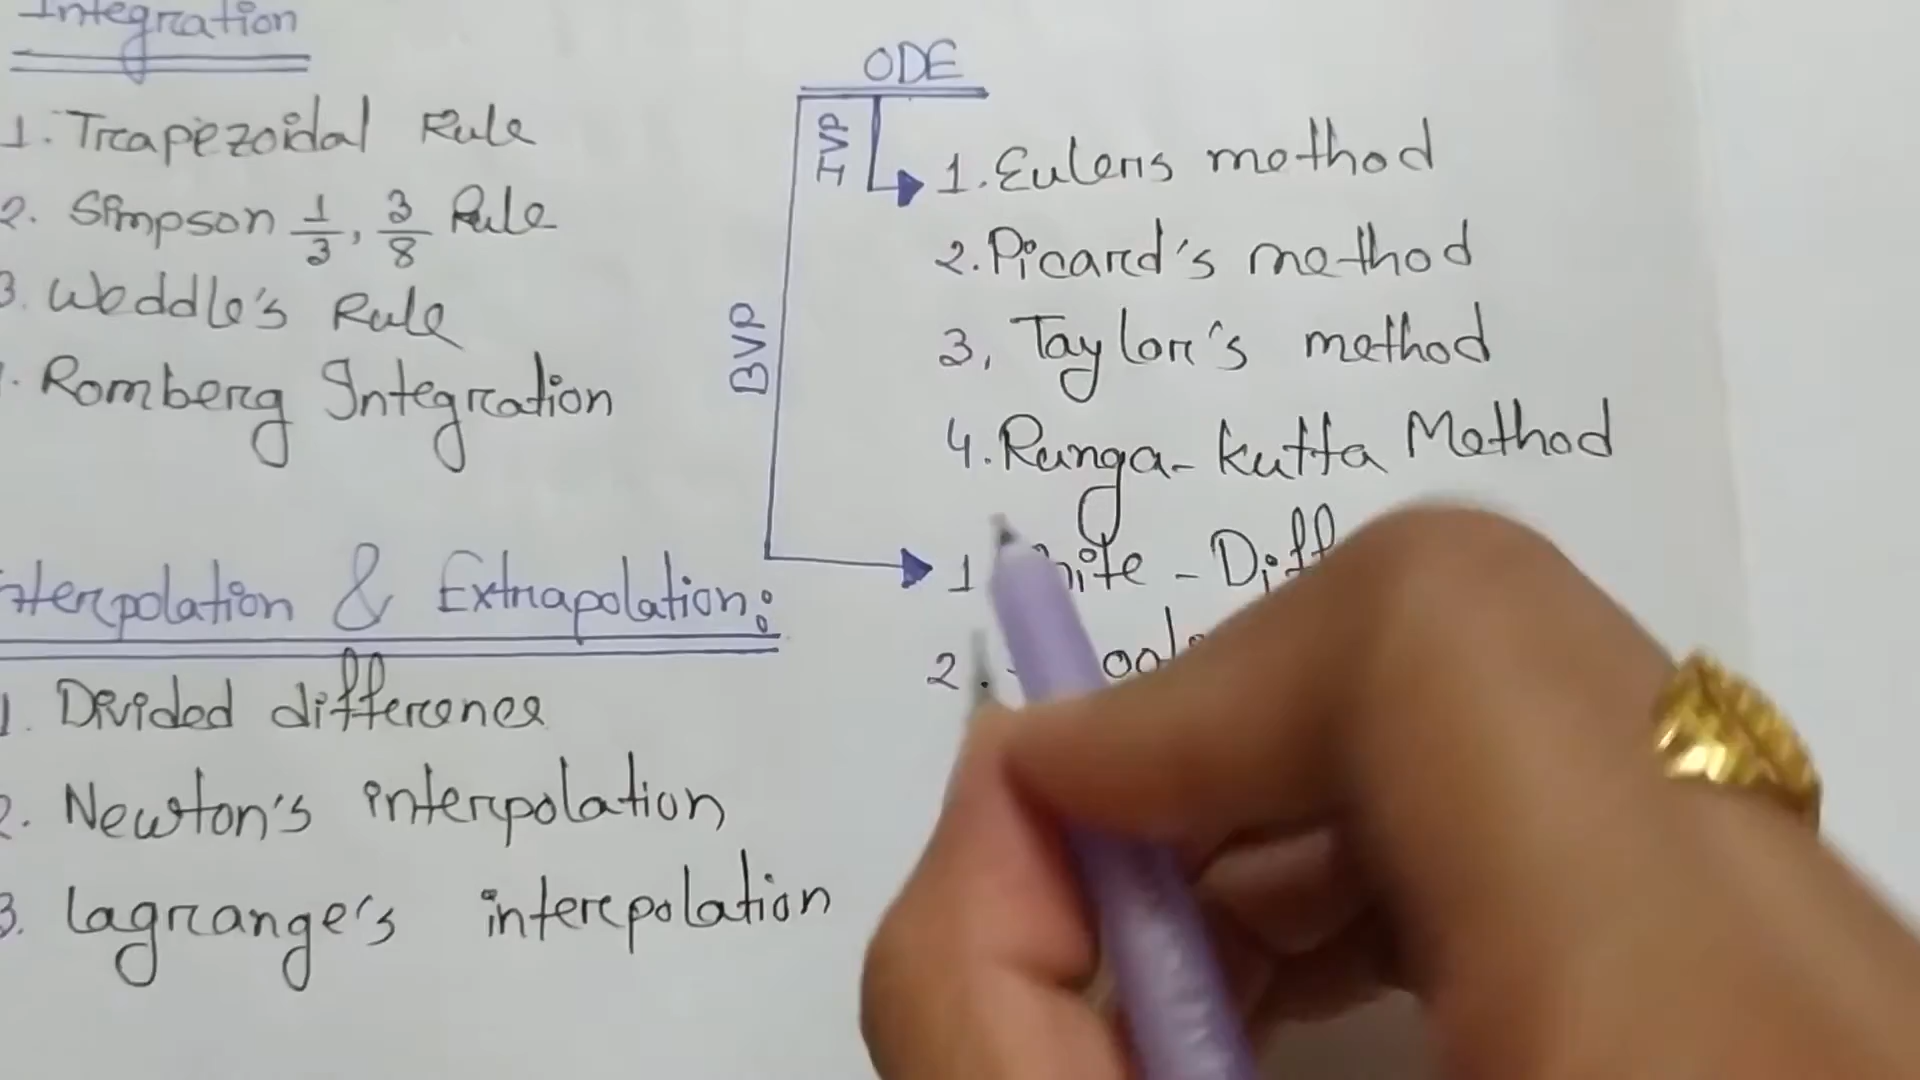 Integration
1. Trapezoidal Rule
2. Simpson 1/3, 3/8 Rule
3. Weddle's Rule
Romberg Integration
Interpolation & Extrapolation:
1. Divided difference
2. Newton's interpolation
3. Lagrange's interpolation
ODE
IVP
1. Eulers method
2. Picard's method
3. Taylor's method
4. Runga-kutta Method
BVP
1
2.